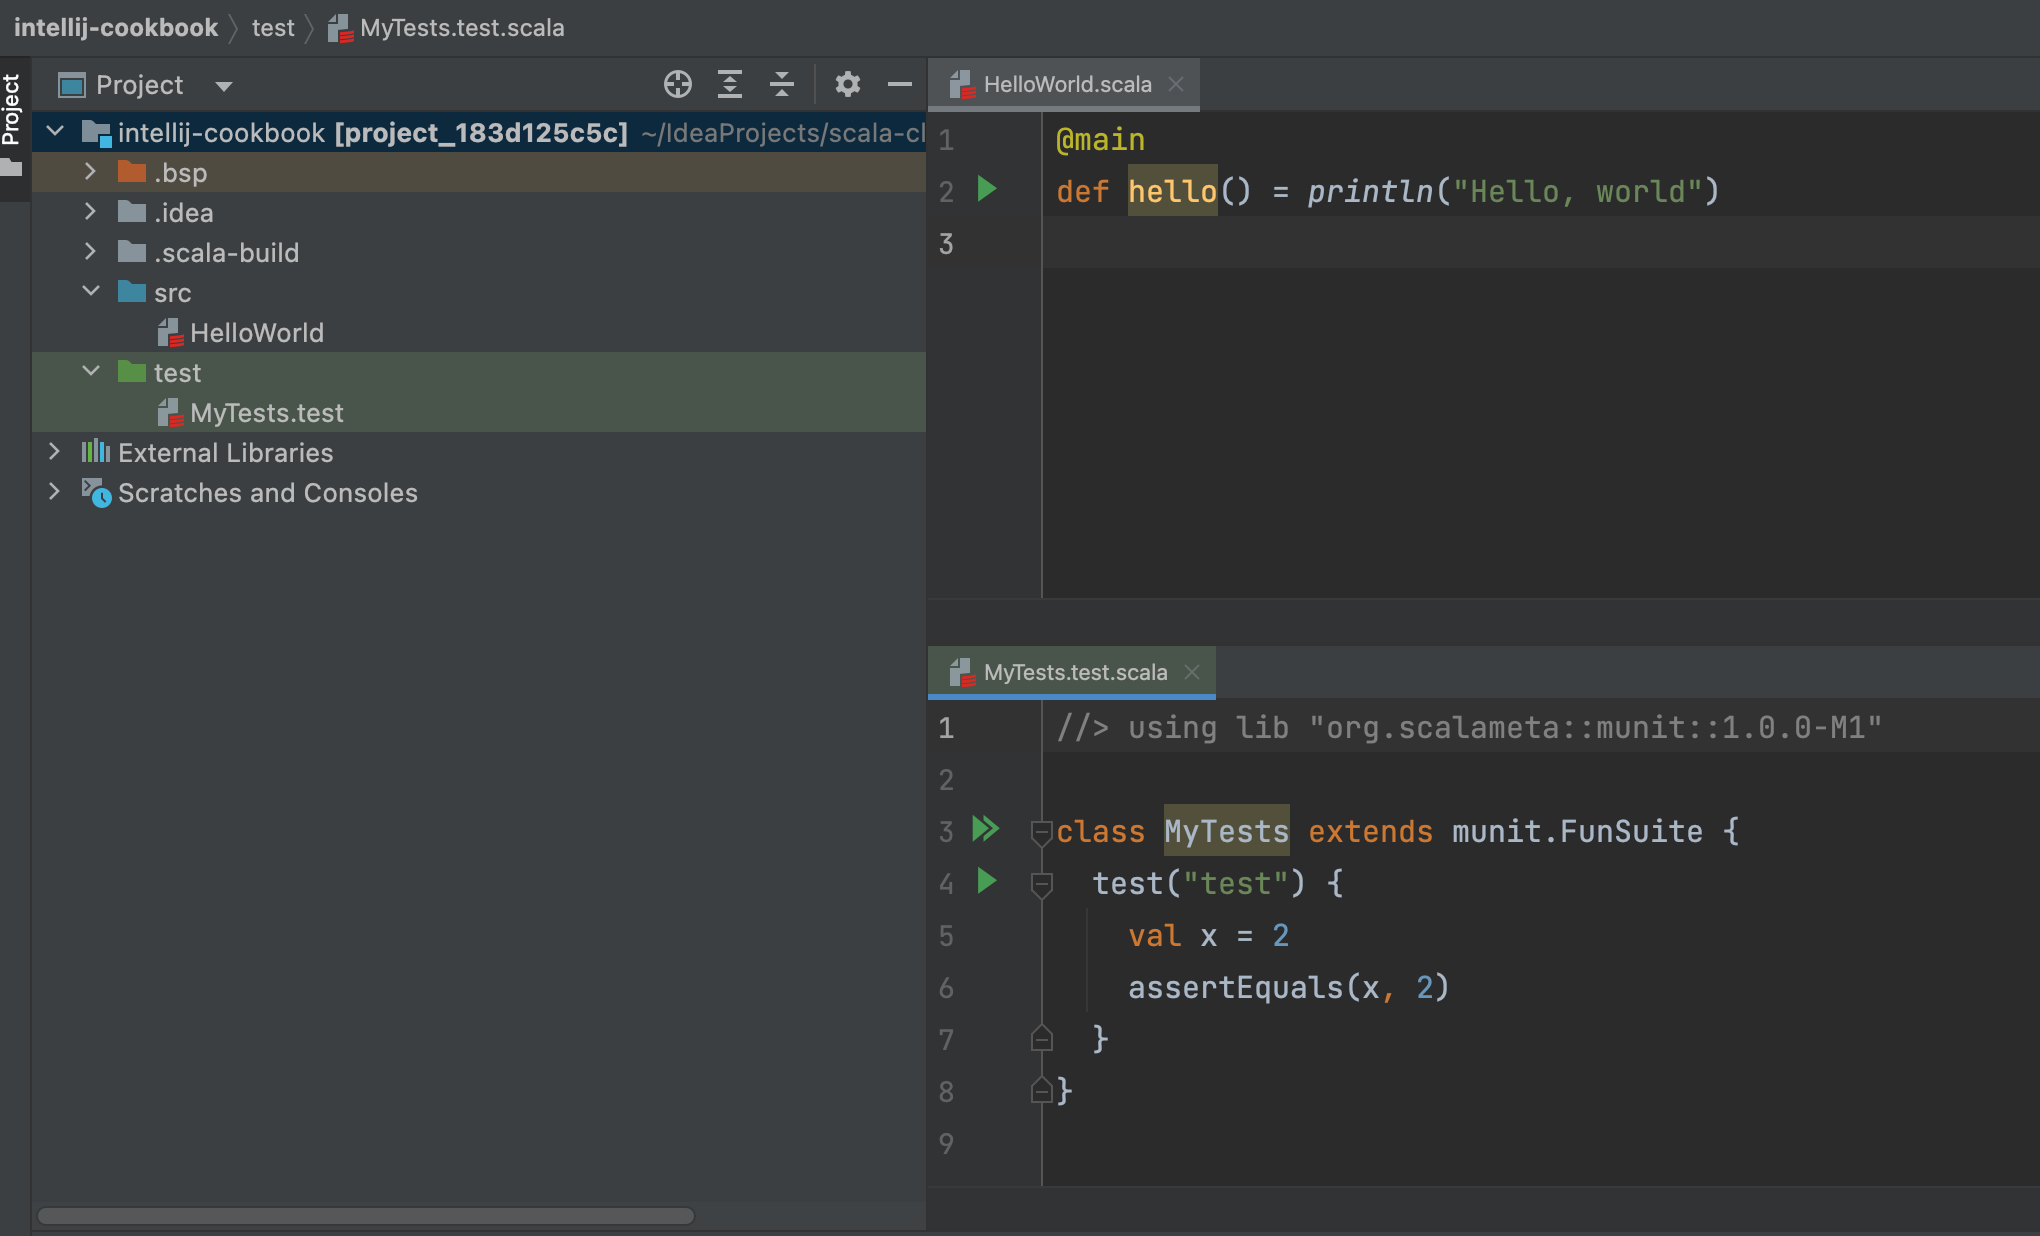 intellij-cookbook test MyTests.test.scala
Project
Project
intellij-cookbook [project_183d125c5c] ~/IdeaProjects/scala-cl
.bsp
.idea
.scala-build
src
HelloWorld
test
MyTests.test
External Libraries
Scratches and Consoles
HelloWorld.scala
1 @main
2 def hello() = println("Hello, world")
3
MyTests.test.scala
1 //> using lib "org.scalameta::munit::1.0.0-M1"
2
3 class MyTests extends munit.FunSuite {
4 test("test") {
5 val x = 2
6 assertEquals(x, 2)
7 }
8 }
9